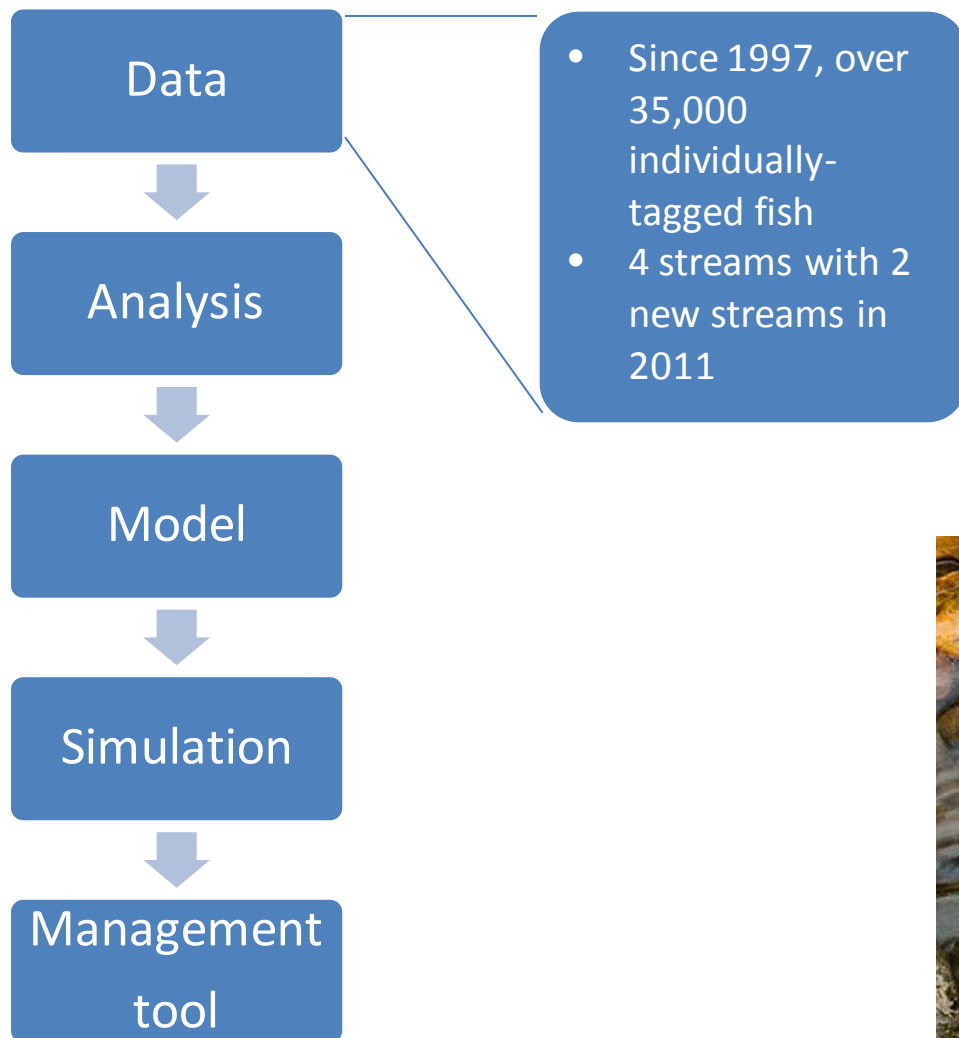 Data
Analysis
Model
Simulation
Management
tool
• Since 1997, over
35,000
individually-
tagged fish
• 4 streams with 2
new streams in
2011